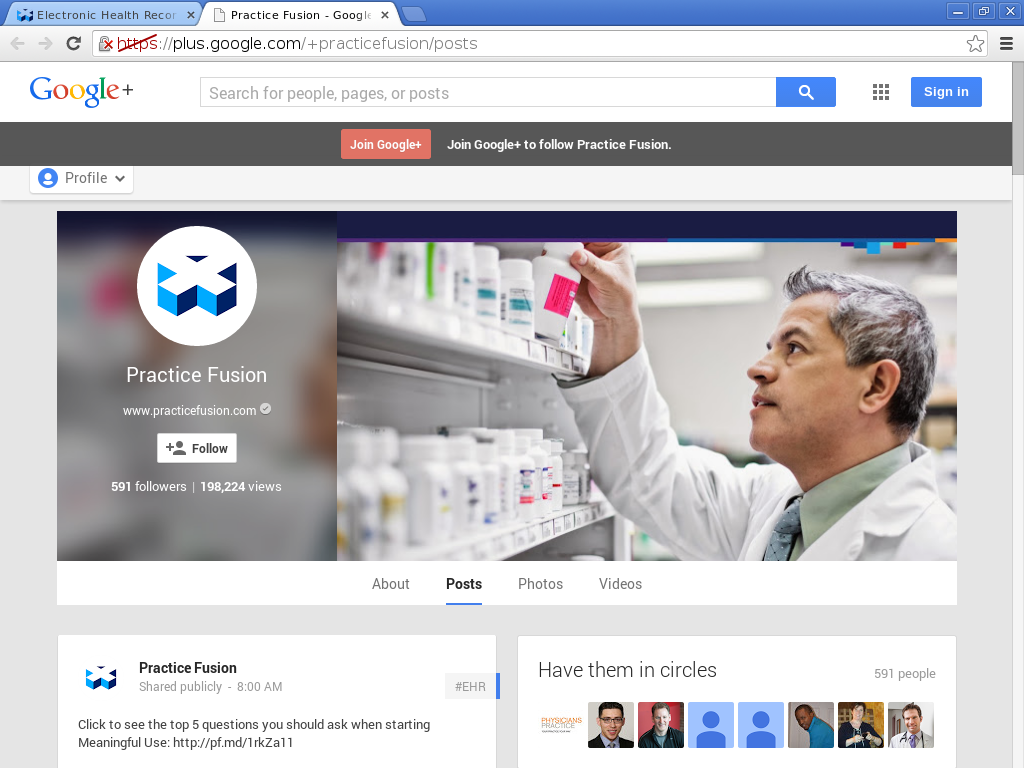 Electronic Health Recor
Practice Fusion - Google
https://plus.google.com/+practicefusion/posts
Google+
Search for people, pages, or posts
Sign in
Join Google+
Join Google+ to follow Practice Fusion.
Profile
Practice Fusion
www.practicefusion.com
Follow
591 followers | 198,224 views
About Posts Photos Videos
Practice Fusion
Shared publicly - 8:00 AM
#EHR
Click to see the top 5 questions you should ask when starting
Meaningful Use: http://pf.md/1rkZa11
Have them in circles
591 people
PHYSICIANS
PRACTICE